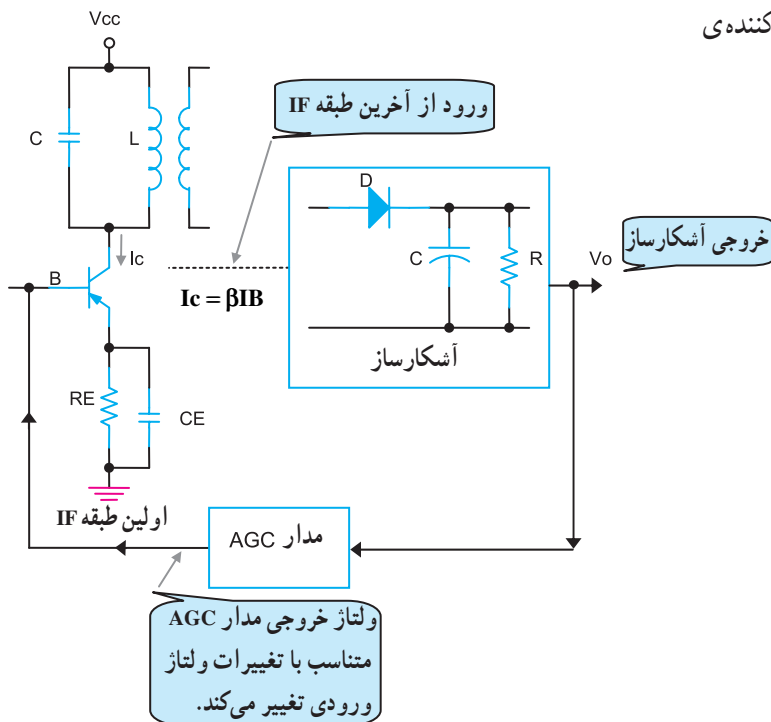 کننده‌ی
Vcc
ورود از آخرین طبقه IF
C
L
D
Ic
C
R
Vo
خروجی آشکارساز
B
Ic = βIB
آشکارساز
RE
CE
اولین طبقه IF
مدار AGC
ولتاژ خروجی مدار AGC
متناسب با تغییرات ولتاژ
ورودی تغییر می‌کند.